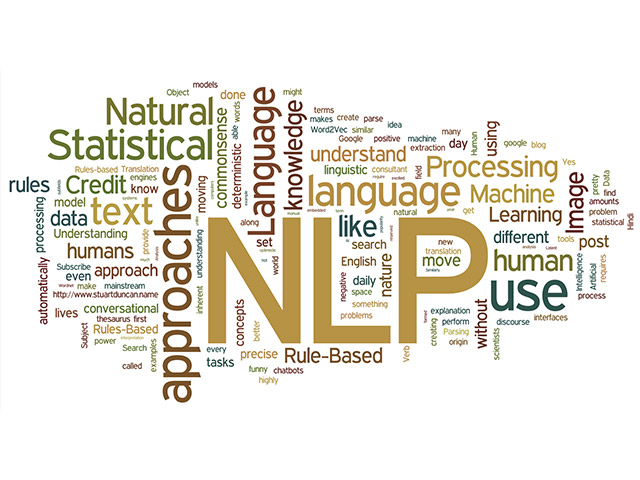 Object
models
done
Natural
Statistical
commonsense
able
words
deterministic
Language
knowledge
might
terms
makes
create
parse
Word2Vec
similar
idea
Google
positive
machine
many
extraction
day
Human
using
google
blog
understand
linguistic
consultant
field
Processing
Yes
find
pretty
Data
Image
amounts
problem
statistical
Hindi
Rules-based
Translation
engines
rules
Credit
know
model
text
data
processing
Understanding
provide
humans
automatically
Subscribe
even
approach
Wordnet
make
mainstream
http://www.stuartduncan.name
lives
conversational
thesaurus
first
Subject
Rules-Based
power
interpretation
Search
examples
called
approaches
moving
understanding
inherent
along
set
world
concepts
better
every
tasks
precise
funny
highly
chatbots
Rule-Based
NLP
language
Machine
Learning
natural
get
like
search
English
nature
daily
negative
space
something
problems
new
translation
move
Similarly
different
tools
post
human
Intelligence
Artificial
requires
process
use
explanation
creating
perform
Parsing
origin
Verb
without
discourse
interfaces
scientists